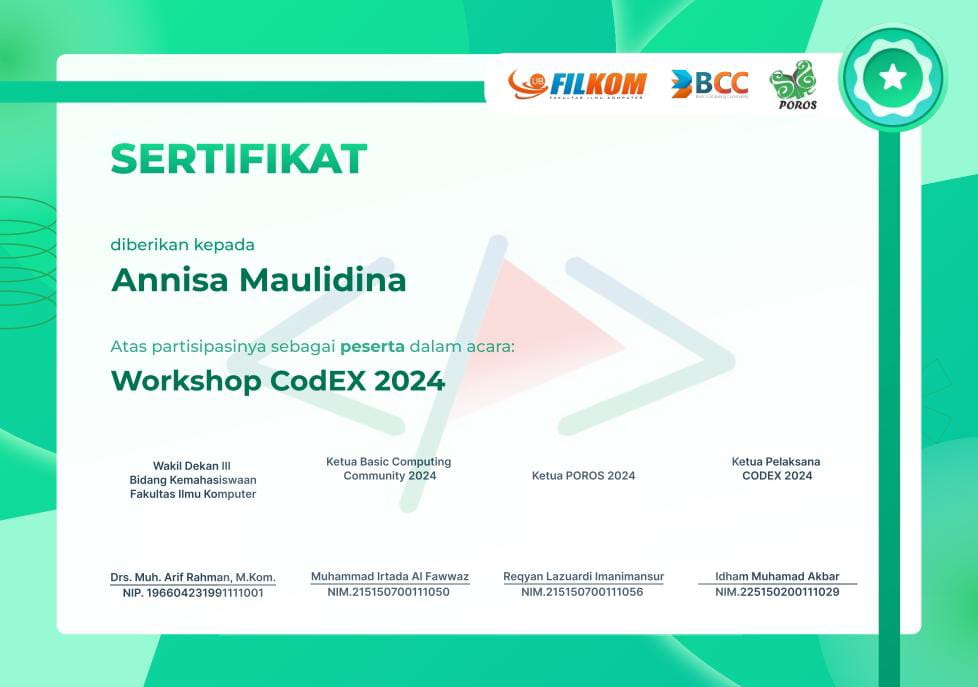 UB FILKOM
FAKULTAS ILMU KOMPUTER
BCC
Basic Computing Community
POROS
SERTIFIKAT
diberikan kepada
Annisa Maulidina
Atas partisipasinya sebagai peserta dalam acara:
Workshop CodEX 2024
Wakil Dekan III
Bidang Kemahasiswaan
Fakultas Ilmu Komputer
Drs. Muh. Arif Rahman, M.Kom.
NIP. 196604231991111001
Ketua Basic Computing
Community 2024
Muhammad Irtada Al Fawwaz
NIM.215150700111050
Ketua POROS 2024
Reqyan Lazuardi Imanimansur
NIM.215150700111056
Ketua Pelaksana
CODEX 2024
Idham Muhamad Akbar
NIM.225150200111029